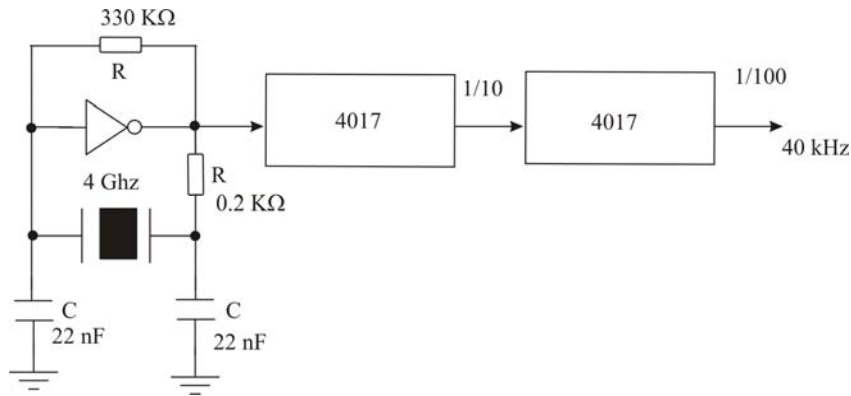 330 KΩ
R
4017
1/10
4017
1/100
40 kHz
4 Ghz
R
0.2 KΩ
C
22 nF
C
22 nF